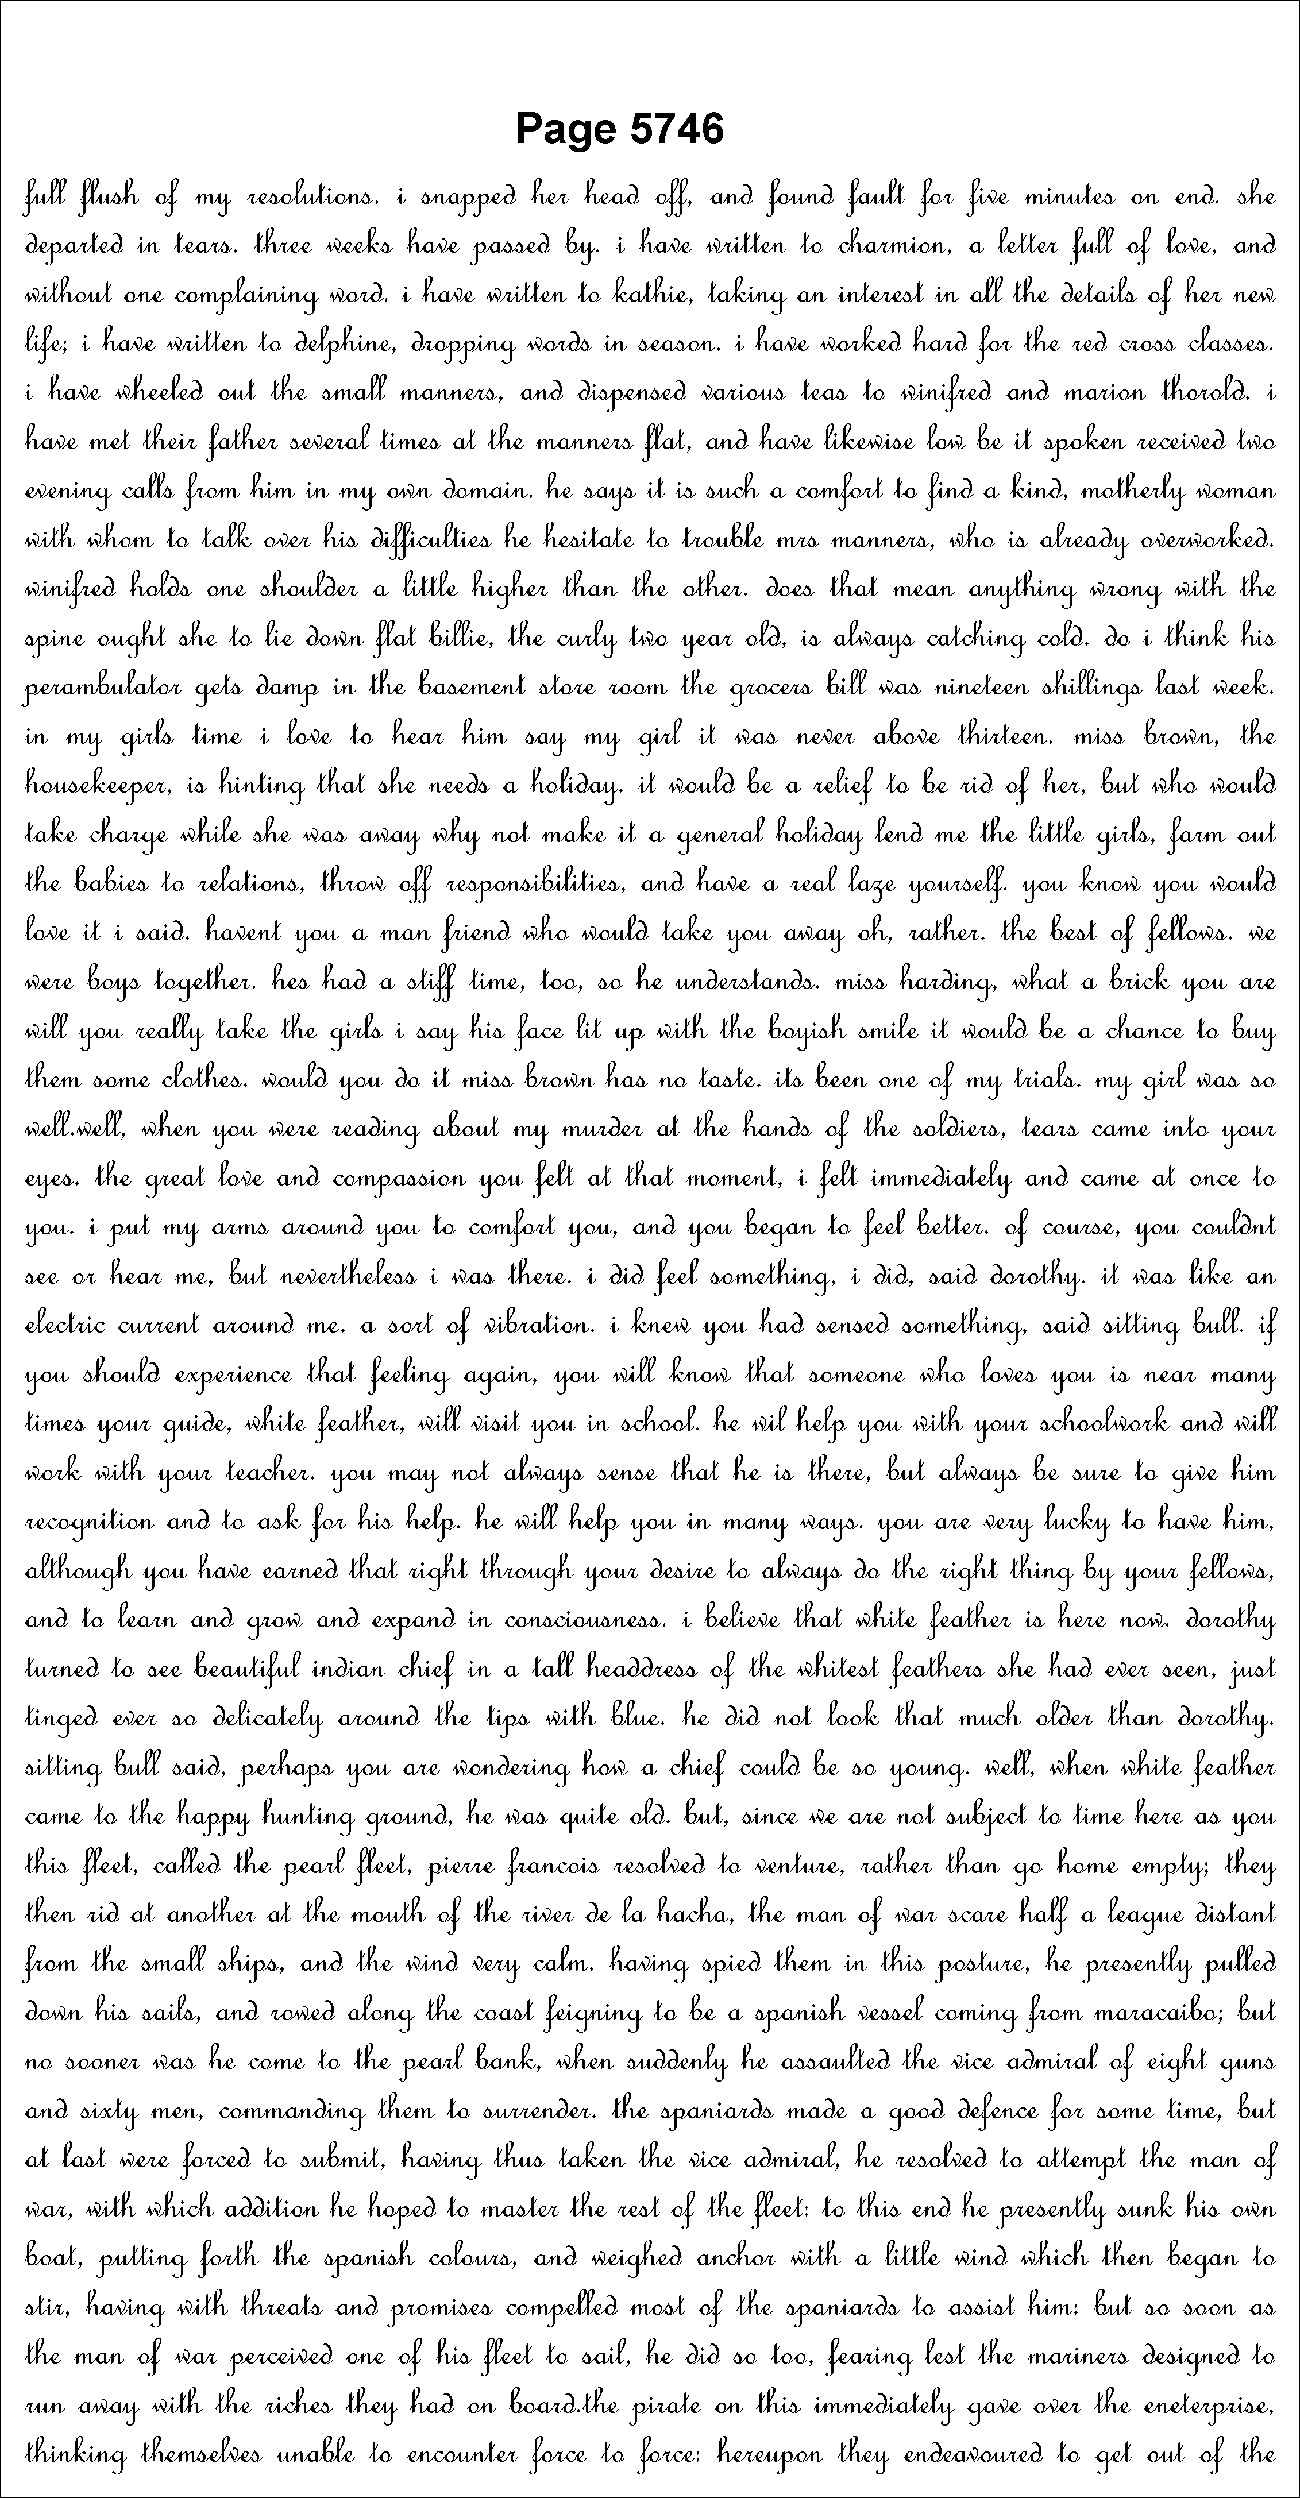 Page 5746
full flush of my resolutions. i snapped her head off, and found fault for five minutes on end. she
departed in tears. three weeks have passed by. i have written to charmion, a letter full of love, and
without one complaining word. i have written to kathie, taking an interest in all the details of her new
life; i have written to delphine, dropping words in season. i have worked hard for the red cross classes.
i have wheeled out the small manners, and dispensed various teas to winifred and marion thorold. i
have met their father several times at the manners flat, and have likewise low be it spoken received two
evening calls from him in my own domain. he says it is such a comfort to find a kind, motherly woman
with whom to talk over his difficulties he hesitate to trouble mrs manners, who is already overworked.
winifred holds one shoulder a little higher than the other. does that mean anything wrong with the
spine ought she to lie down flat billie, the curly two year old, is always catching cold. do i think his
perambulator gets damp in the basement store room the grocers bill was nineteen shillings last week.
in my girls time i love to hear him say my girl it was never above thirteen. miss brown, the
housekeeper, is hinting that she needs a holiday. it would be a relief to be rid of her, but who would
take charge while she was away why not make it a general holiday lend me the little girls, farm out
the babies to relations, throw off responsibilities, and have a real laze yourself. you know you would
love it i said. havent you a man friend who would take you away oh, rather. the best of fellows. we
were boys together. hes had a stiff time, too, so he understands. miss harding, what a brick you are
will you really take the girls i say his face lit up with the boyish smile it would be a chance to buy
them some clothes. would you do it miss brown has no taste. its been one of my trials. my girl was so
well.well, when you were reading about my murder at the hands of the soldiers, tears came into your
eyes. the great love and compassion you felt at that moment, i felt immediately and came at once to
you. i put my arms around you to comfort you, and you began to feel better. of course, you couldnt
see or hear me, but nevertheless i was there. i did feel something, i did, said dorothy. it was like an
electric current around me. a sort of vibration. i knew you had sensed something, said sitting bull. if
you should experience that feeling again, you will know that someone who loves you is near many
times your guide, white feather, will visit you in school. he wil help you with your schoolwork and will
work with your teacher. you may not always sense that he is there, but always be sure to give him
recognition and to ask for his help. he will help you in many ways. you are very lucky to have him,
although you have earned that right through your desire to always do the right thing by your fellows,
and to learn and grow and expand in consciousness. i believe that white feather is here now. dorothy
turned to see beautiful indian chief in a tall headdress of the whitest feathers she had ever seen, just
tinged ever so delicately around the tips with blue. he did not look that much older than dorothy.
sitting bull said, perhaps you are wondering how a chief could be so young. well, when white feather
came to the happy hunting ground, he was quite old. but, since we are not subject to time here as you
this fleet, called the pearl fleet, pierre francois resolved to venture, rather than go home empty; they
then rid at another at the mouth of the river de la hacha, the man of war scare half a league distant
from the small ships, and the wind very calm. having spied them in this posture, he presently pulled
down his sails, and rowed along the coast feigning to be a spanish vessel coming from maracaibo; but
no sooner was he come to the pearl bank, when suddenly he assaulted the vice admiral of eight guns
and sixty men, commanding them to surrender. the spaniards made a good defence for some time, but
at last were forced to submit, having thus taken the vice admiral, he resolved to attempt the man of
war, with which addition he hoped to master the rest of the fleet: to this end he presently sunk his own
boat, putting forth the spanish colours, and weighed anchor with a little wind which then began to
stir, having with threats and promises compelled most of the spaniards to assist him: but so soon as
the man of war perceived one of his fleet to sail, he did so too, fearing lest the mariners designed to
run away with the riches they had on board.the pirate on this immediately gave over the eneterprise,
thinking themselves unable to encounter force to force: hereupon they endeavoured to get out of the